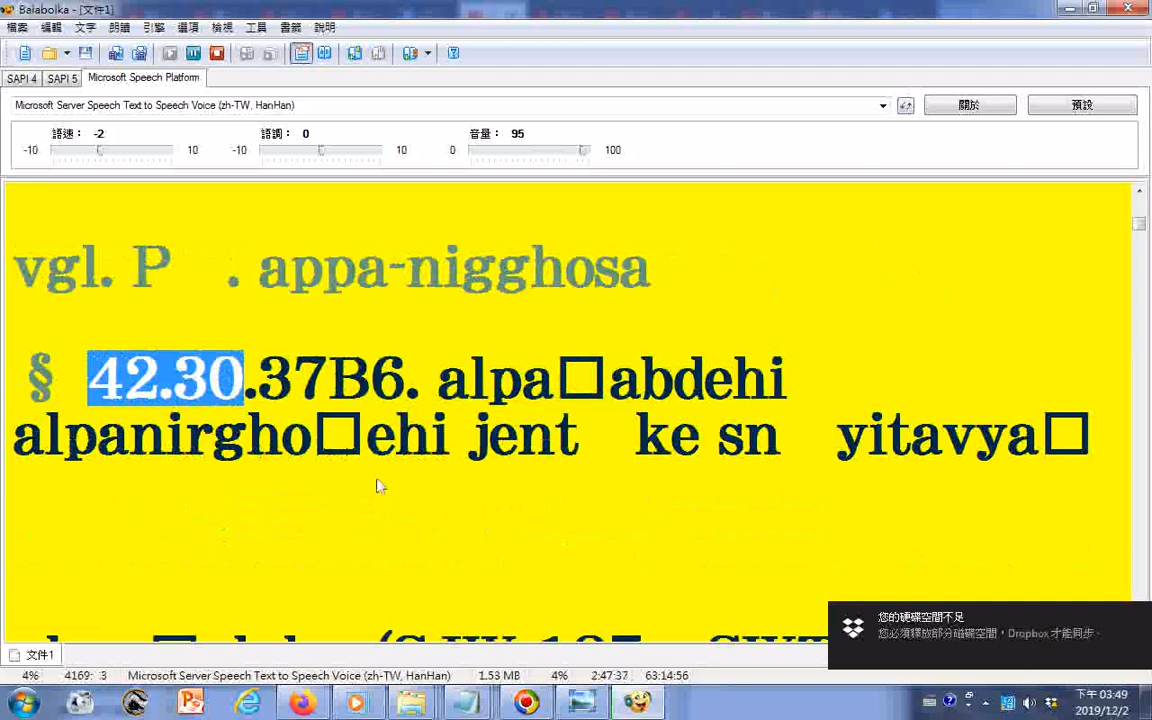 Balabolka - [文件1]
檔案 編輯 文字 朗讀 引擎 選項 檢視 工具 書籤 說明
SAPI 4 SAPI 5 Microsoft Speech Platform
Microsoft Server Speech Text to Speech Voice (zh-TW, HanHan) 關於 預設
語速： -2 語調： 0 音量： 95
-10 10 -10 10 0 100
vgl. P . appa-nigghosa
§ 42.30.37B6. alpa□abdehi
alpanirgho□ehi jent ke sn yitavya□
您的硬碟空間不足
您必須釋放部分磁碟空間，Dropbox 才能同步。
文件1
4% 4169: 3 Microsoft Server Speech Text to Speech Voice (zh-TW, HanHan) 1.53 MB 4% 2:47:37 63:14:56
下午 03:49
2019/12/2